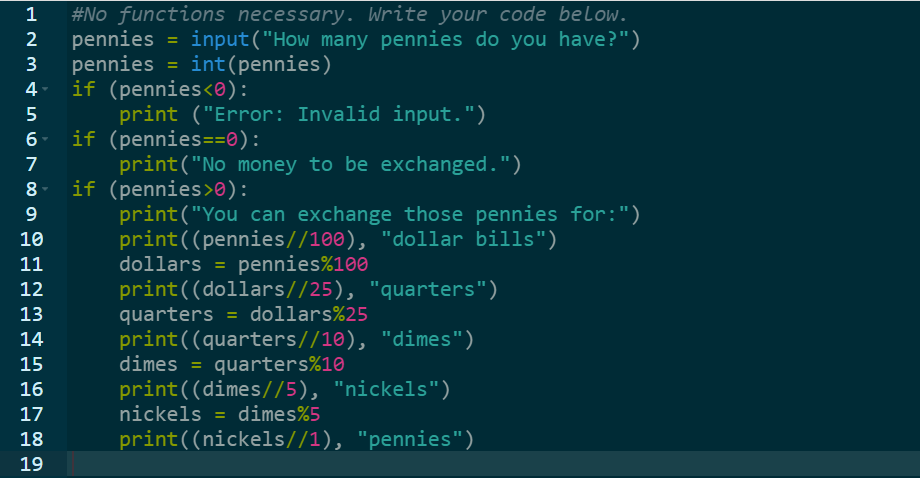 1 #No functions necessary. Write your code below.
2 pennies = input("How many pennies do you have?")
3 pennies = int(pennies)
4 if (pennies<0):
5     print ("Error: Invalid input.")
6 if (pennies==0):
7     print("No money to be exchanged.")
8 if (pennies>0):
9     print("You can exchange those pennies for:")
10     print((pennies//100), "dollar bills")
11     dollars = pennies%100
12     print((dollars//25), "quarters")
13     quarters = dollars%25
14     print((quarters//10), "dimes")
15     dimes = quarters%10
16     print((dimes//5), "nickels")
17     nickels = dimes%5
18     print((nickels//1), "pennies")
19